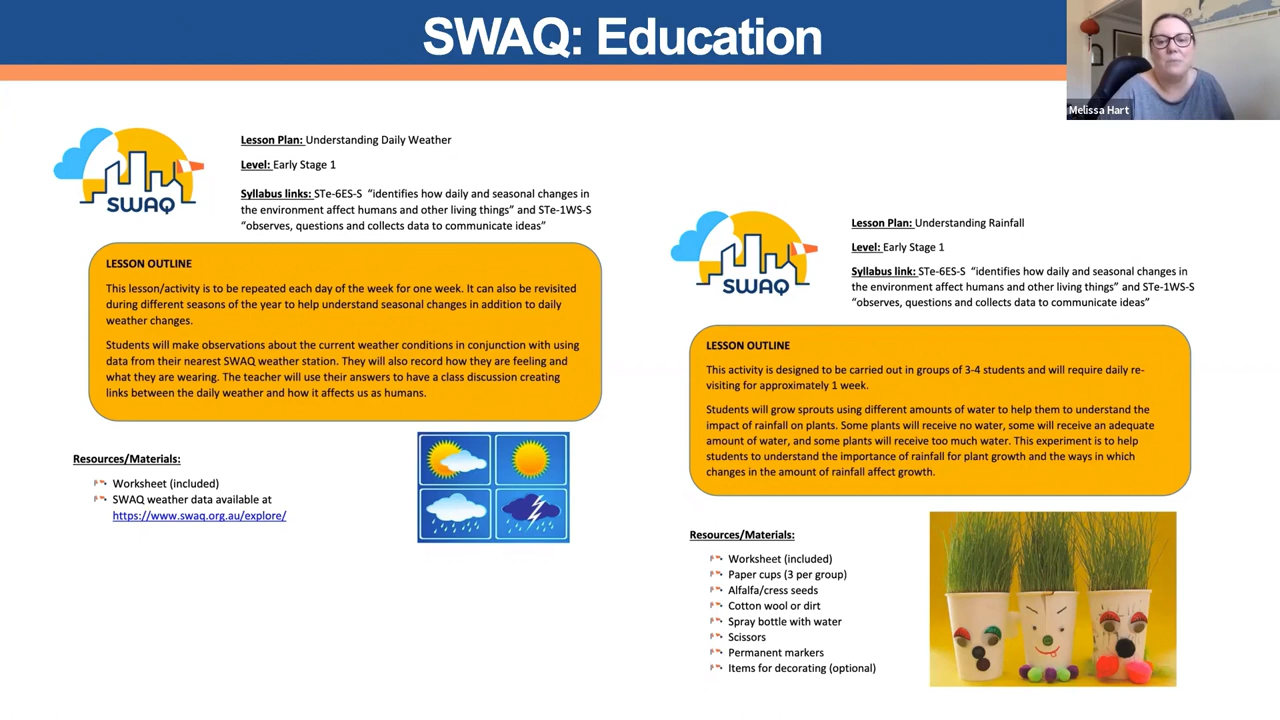 SWAQ: Education
Melissa Hart
SWAQ
Lesson Plan: Understanding Daily Weather
Level: Early Stage 1
Syllabus links: STe-6ES-S “identifies how daily and seasonal changes in
the environment affect humans and other living things” and STe-1WS-S
“observes, questions and collects data to communicate ideas”
LESSON OUTLINE
This lesson/activity is to be repeated each day of the week for one week. It can also be revisited
during different seasons of the year to help understand seasonal changes in addition to daily
weather changes.
Students will make observations about the current weather conditions in conjunction with using
data from their nearest SWAQ weather station. They will also record how they are feeling and
what they are wearing. The teacher will use their answers to have a class discussion creating
links between the daily weather and how it affects us as humans.
Resources/Materials:
Worksheet (included)
SWAQ weather data available at
https://www.swaq.org.au/explore/
SWAQ
Lesson Plan: Understanding Rainfall
Level: Early Stage 1
Syllabus link: STe-6ES-S “identifies how daily and seasonal changes in
the environment affect humans and other living things” and STe-1WS-S
“observes, questions and collects data to communicate ideas”
LESSON OUTLINE
This activity is designed to be carried out in groups of 3-4 students and will require daily re-
visiting for approximately 1 week.
Students will grow sprouts using different amounts of water to help them to understand the
impact of rainfall on plants. Some plants will receive no water, some will receive an adequate
amount of water, and some plants will receive too much water. This experiment is to help
students to understand the importance of rainfall for plant growth and the ways in which
changes in the amount of rainfall affect growth.
Resources/Materials:
Worksheet (included)
Paper cups (3 per group)
Alfalfa/cress seeds
Cotton wool or dirt
Spray bottle with water
Scissors
Permanent markers
Items for decorating (optional)